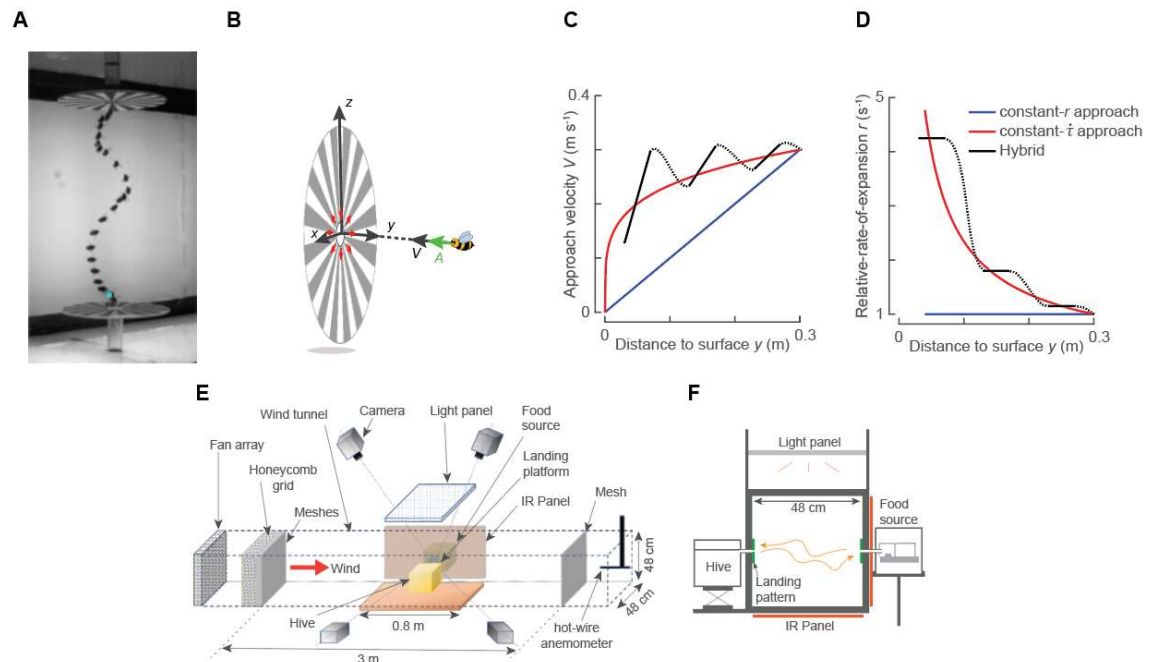 A
B
z
x
y
V
A
C
0.4
Approach velocity V (m s⁻¹)
0
0
Distance to surface y (m)
0.3
D
5
Relative-rate-of-expansion r (s⁻¹)
1
0
Distance to surface y (m)
0.3
constant-r approach
constant-τ̇ approach
Hybrid
E
Wind tunnel
Camera
Light panel
Food
source
Fan array
Honeycomb
grid
Meshes
Landing
platform
IR Panel
Mesh
Wind
48 cm
48 cm
Hive
0.8 m
hot-wire
anemometer
3 m
F
Light panel
48 cm
Food
source
Hive
Landing
pattern
IR Panel